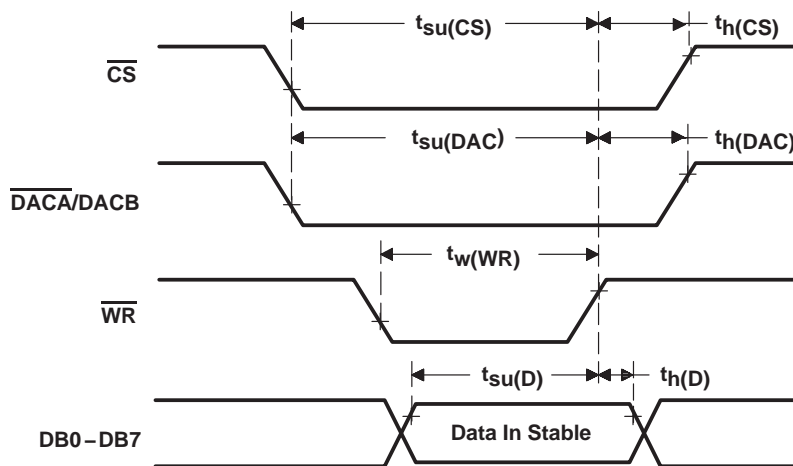 tsu(CS) th(CS)
CS
tsu(DAC) th(DAC)
DACA/DACB
tw(WR)
WR
tsu(D) th(D)
DB0–DB7 Data In Stable